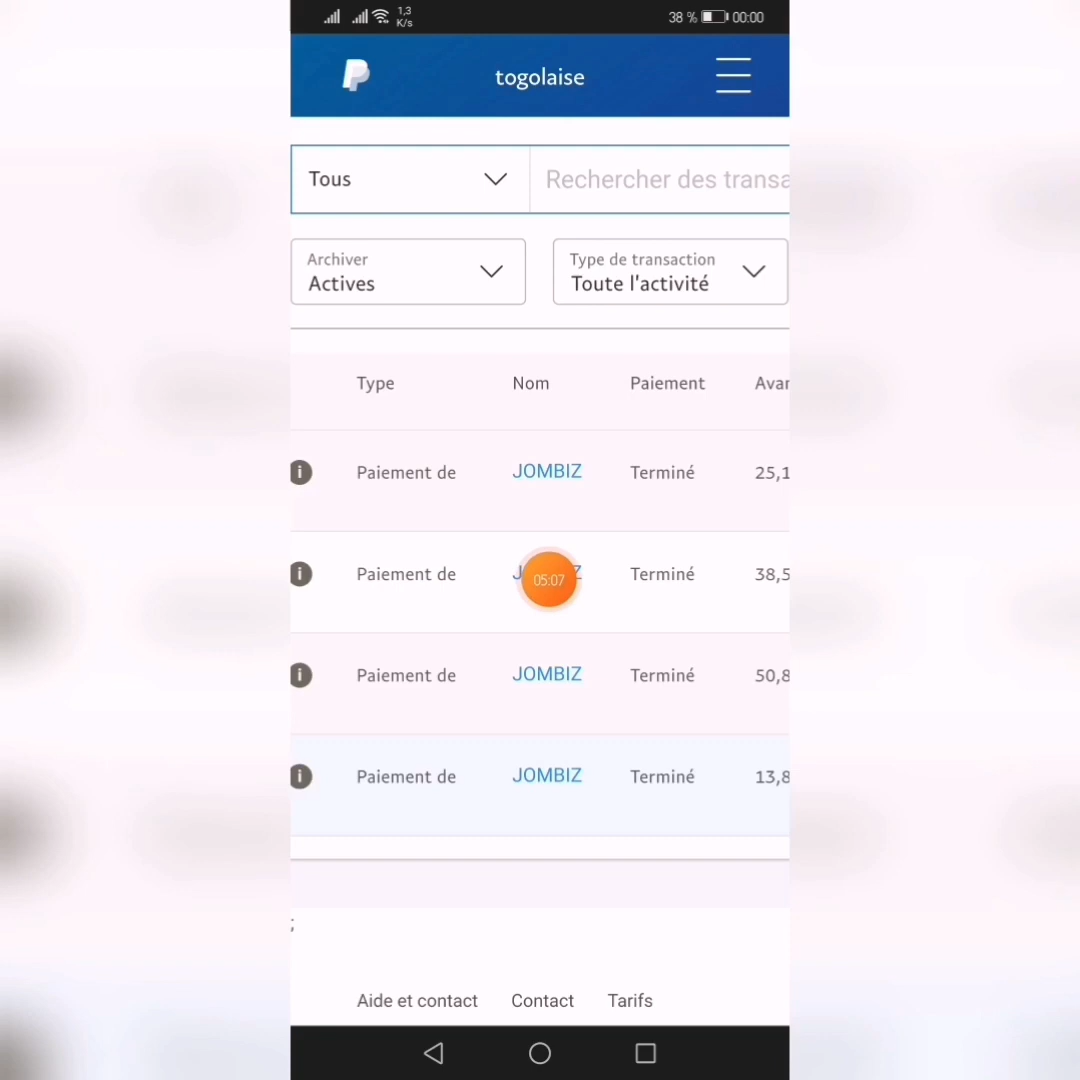 1,3
K/s
38 % 00:00
togolaise
Tous Rechercher des transa
Archiver Type de transaction
Actives Toute l'activité
Type Nom Paiement Avar
i Paiement de JOMBIZ Terminé 25,1
i Paiement de 05:07 Terminé 38,5
i Paiement de JOMBIZ Terminé 50,8
i Paiement de JOMBIZ Terminé 13,8
;
Aide et contact Contact Tarifs